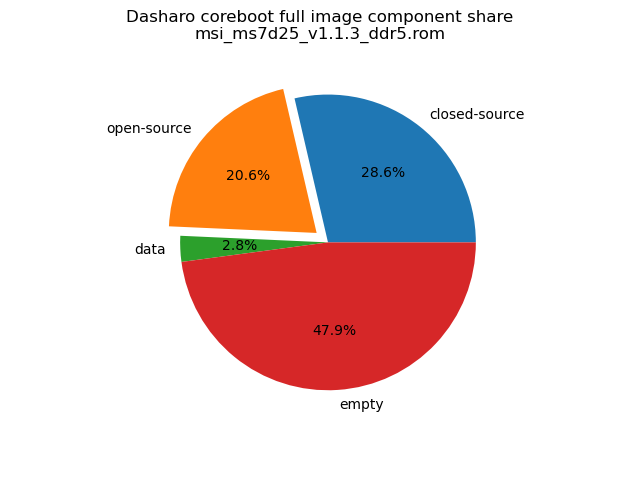 Dasharo coreboot full image component share
msi_ms7d25_v1.1.3_ddr5.rom
closed-source
open-source
28.6%
20.6%
data
2.8%
47.9%
empty